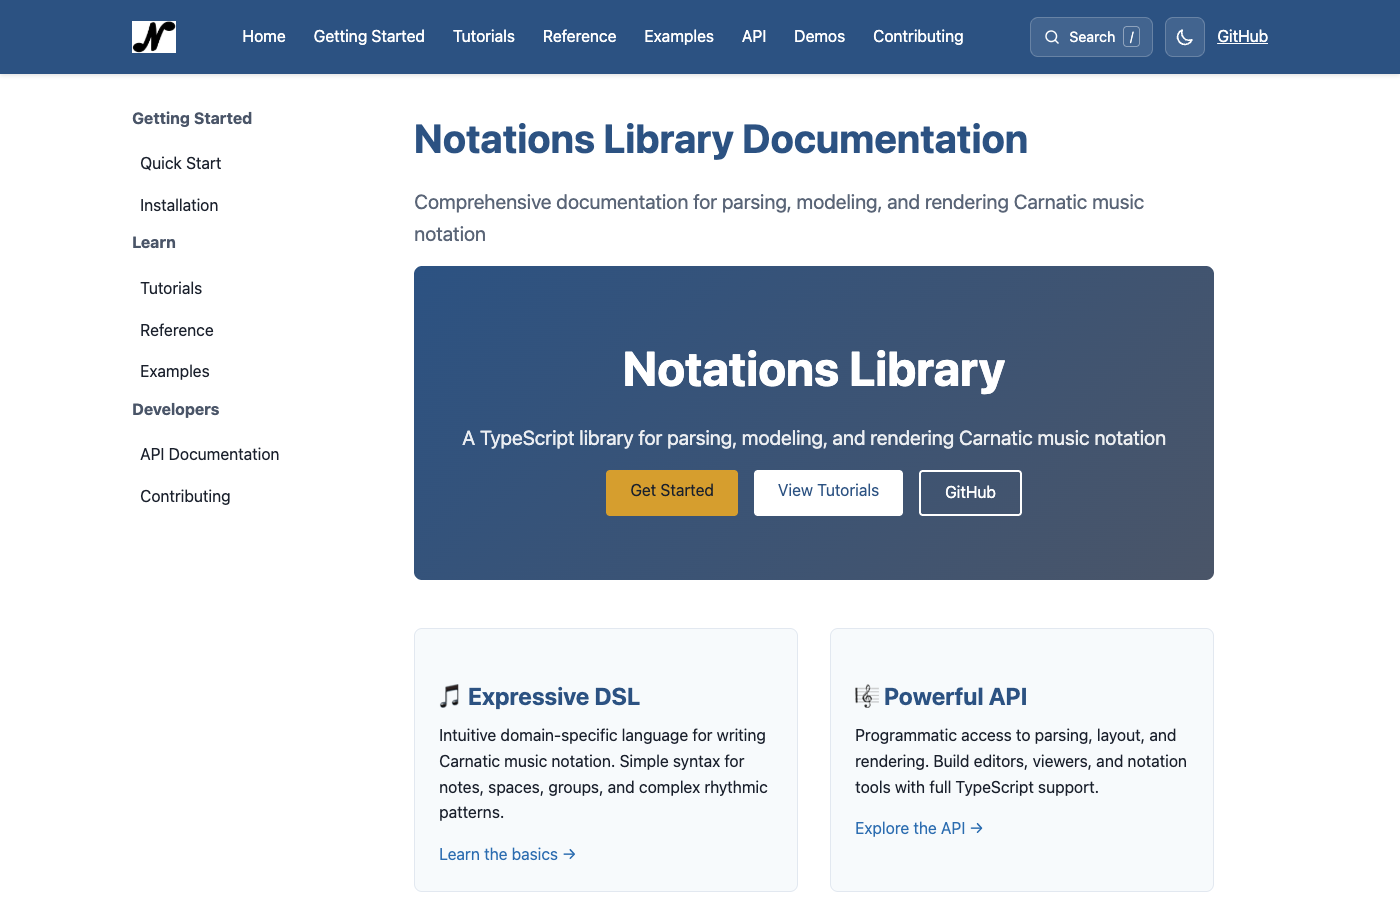 N
Home
Getting Started
Tutorials
Reference
Examples
API
Demos
Contributing
Search /
GitHub
Getting Started
Quick Start
Installation
Learn
Tutorials
Reference
Examples
Developers
API Documentation
Contributing
Notations Library Documentation
Comprehensive documentation for parsing, modeling, and rendering Carnatic music
notation
Notations Library
A TypeScript library for parsing, modeling, and rendering Carnatic music notation
Get Started
View Tutorials
GitHub
🎵 Expressive DSL
Intuitive domain-specific language for writing
Carnatic music notation. Simple syntax for
notes, spaces, groups, and complex rhythmic
patterns.
Learn the basics →
🎼 Powerful API
Programmatic access to parsing, layout, and
rendering. Build editors, viewers, and notation
tools with full TypeScript support.
Explore the API →